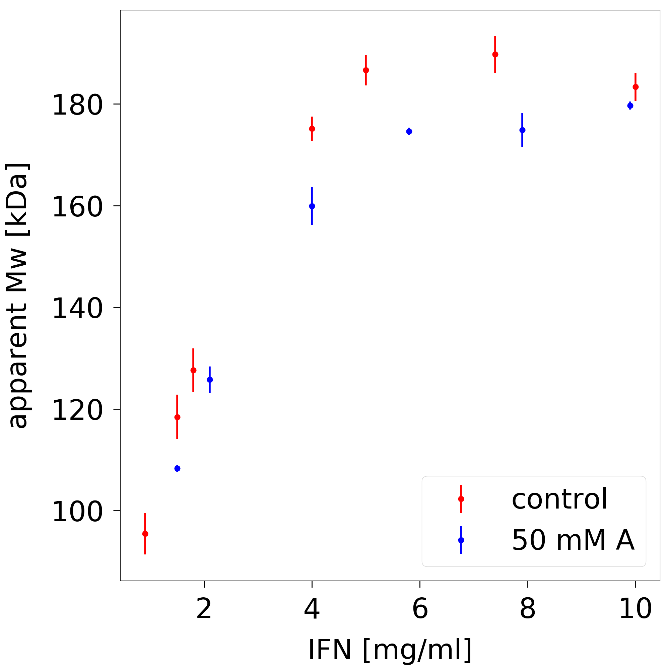 apparent Mw [kDa]
180
160
140
120
100
control
50 mM A
2 4 6 8 10
IFN [mg/ml]